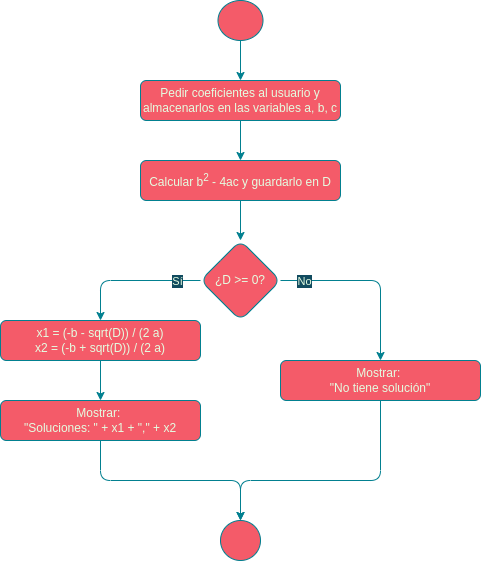 Pedir coeficientes al usuario y
almacenarlos en las variables a, b, c
Calcular b² - 4ac y guardarlo en D
¿D >= 0?
Sí
No
x1 = (-b - sqrt(D)) / (2 a)
x2 = (-b + sqrt(D)) / (2 a)
Mostrar:
"No tiene solución"
Mostrar:
"Soluciones: " + x1 + "," + x2